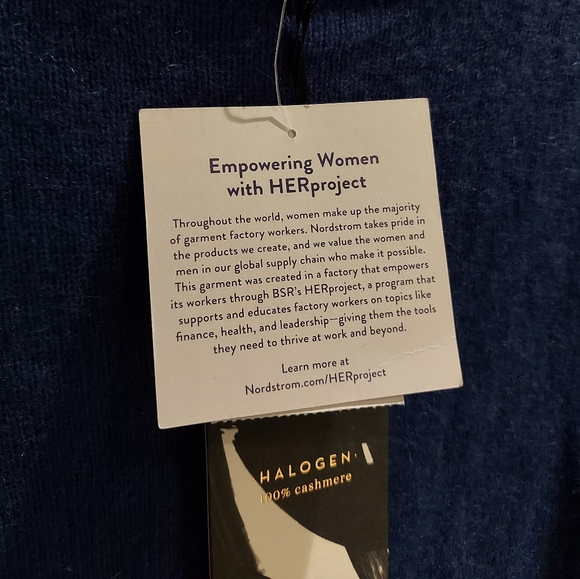 Empowering Women
with HERproject
Throughout the world, women make up the majority
of garment factory workers. Nordstrom takes pride in
the products we create, and we value the women and
men in our global supply chain who make it possible.
This garment was created in a factory that empowers
its workers through BSR's HERproject, a program that
supports and educates factory workers on topics like
finance, health, and leadership—giving them the tools
they need to thrive at work and beyond.
Learn more at
Nordstrom.com/HERproject
HALOGEN
100% cashmere